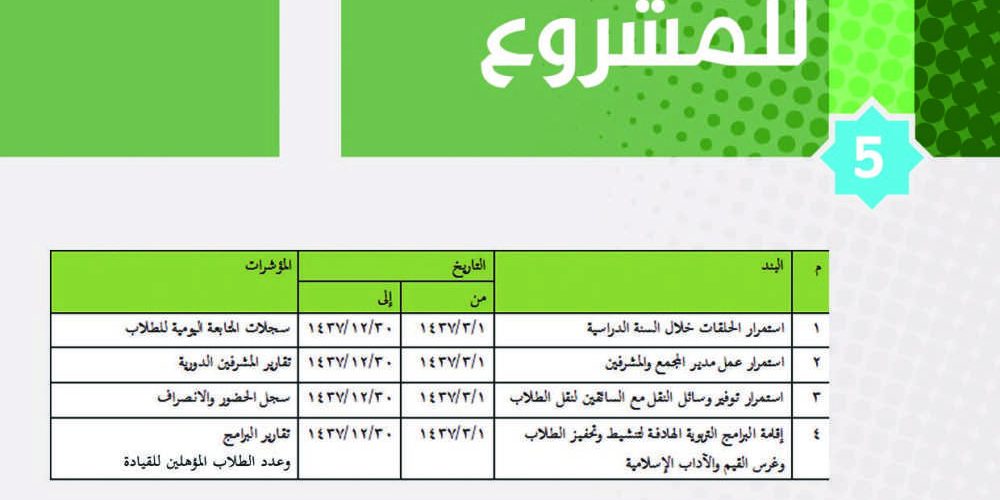 للمشروع
5
م البند التاريخ المؤشرات
من إلى
١ استمرار الحلقات خلال السنة الدراسية ١٤٣٧/٣/١ ١٤٣٧/١٢/٣٠ سجلات المتابعة اليومية للطلاب
٢ استمرار عمل مدير المجمع والمشرفين ١٤٣٧/٣/١ ١٤٣٧/١٢/٣٠ تقارير المشرفين الدورية
٣ استمرار توفير وسائل النقل مع السائقين لنقل الطلاب ١٤٣٧/٣/١ ١٤٣٧/١٢/٣٠ سجل الحضور والانصراف
٤ إقامة البرامج التربوية الهادفة لتنشيط وتحفيز الطلاب ١٤٣٧/٣/١ ١٤٣٧/١٢/٣٠ تقارير البرامج
وغرس القيم والآداب الإسلامية وعدد الطلاب المؤهلين للقيادة